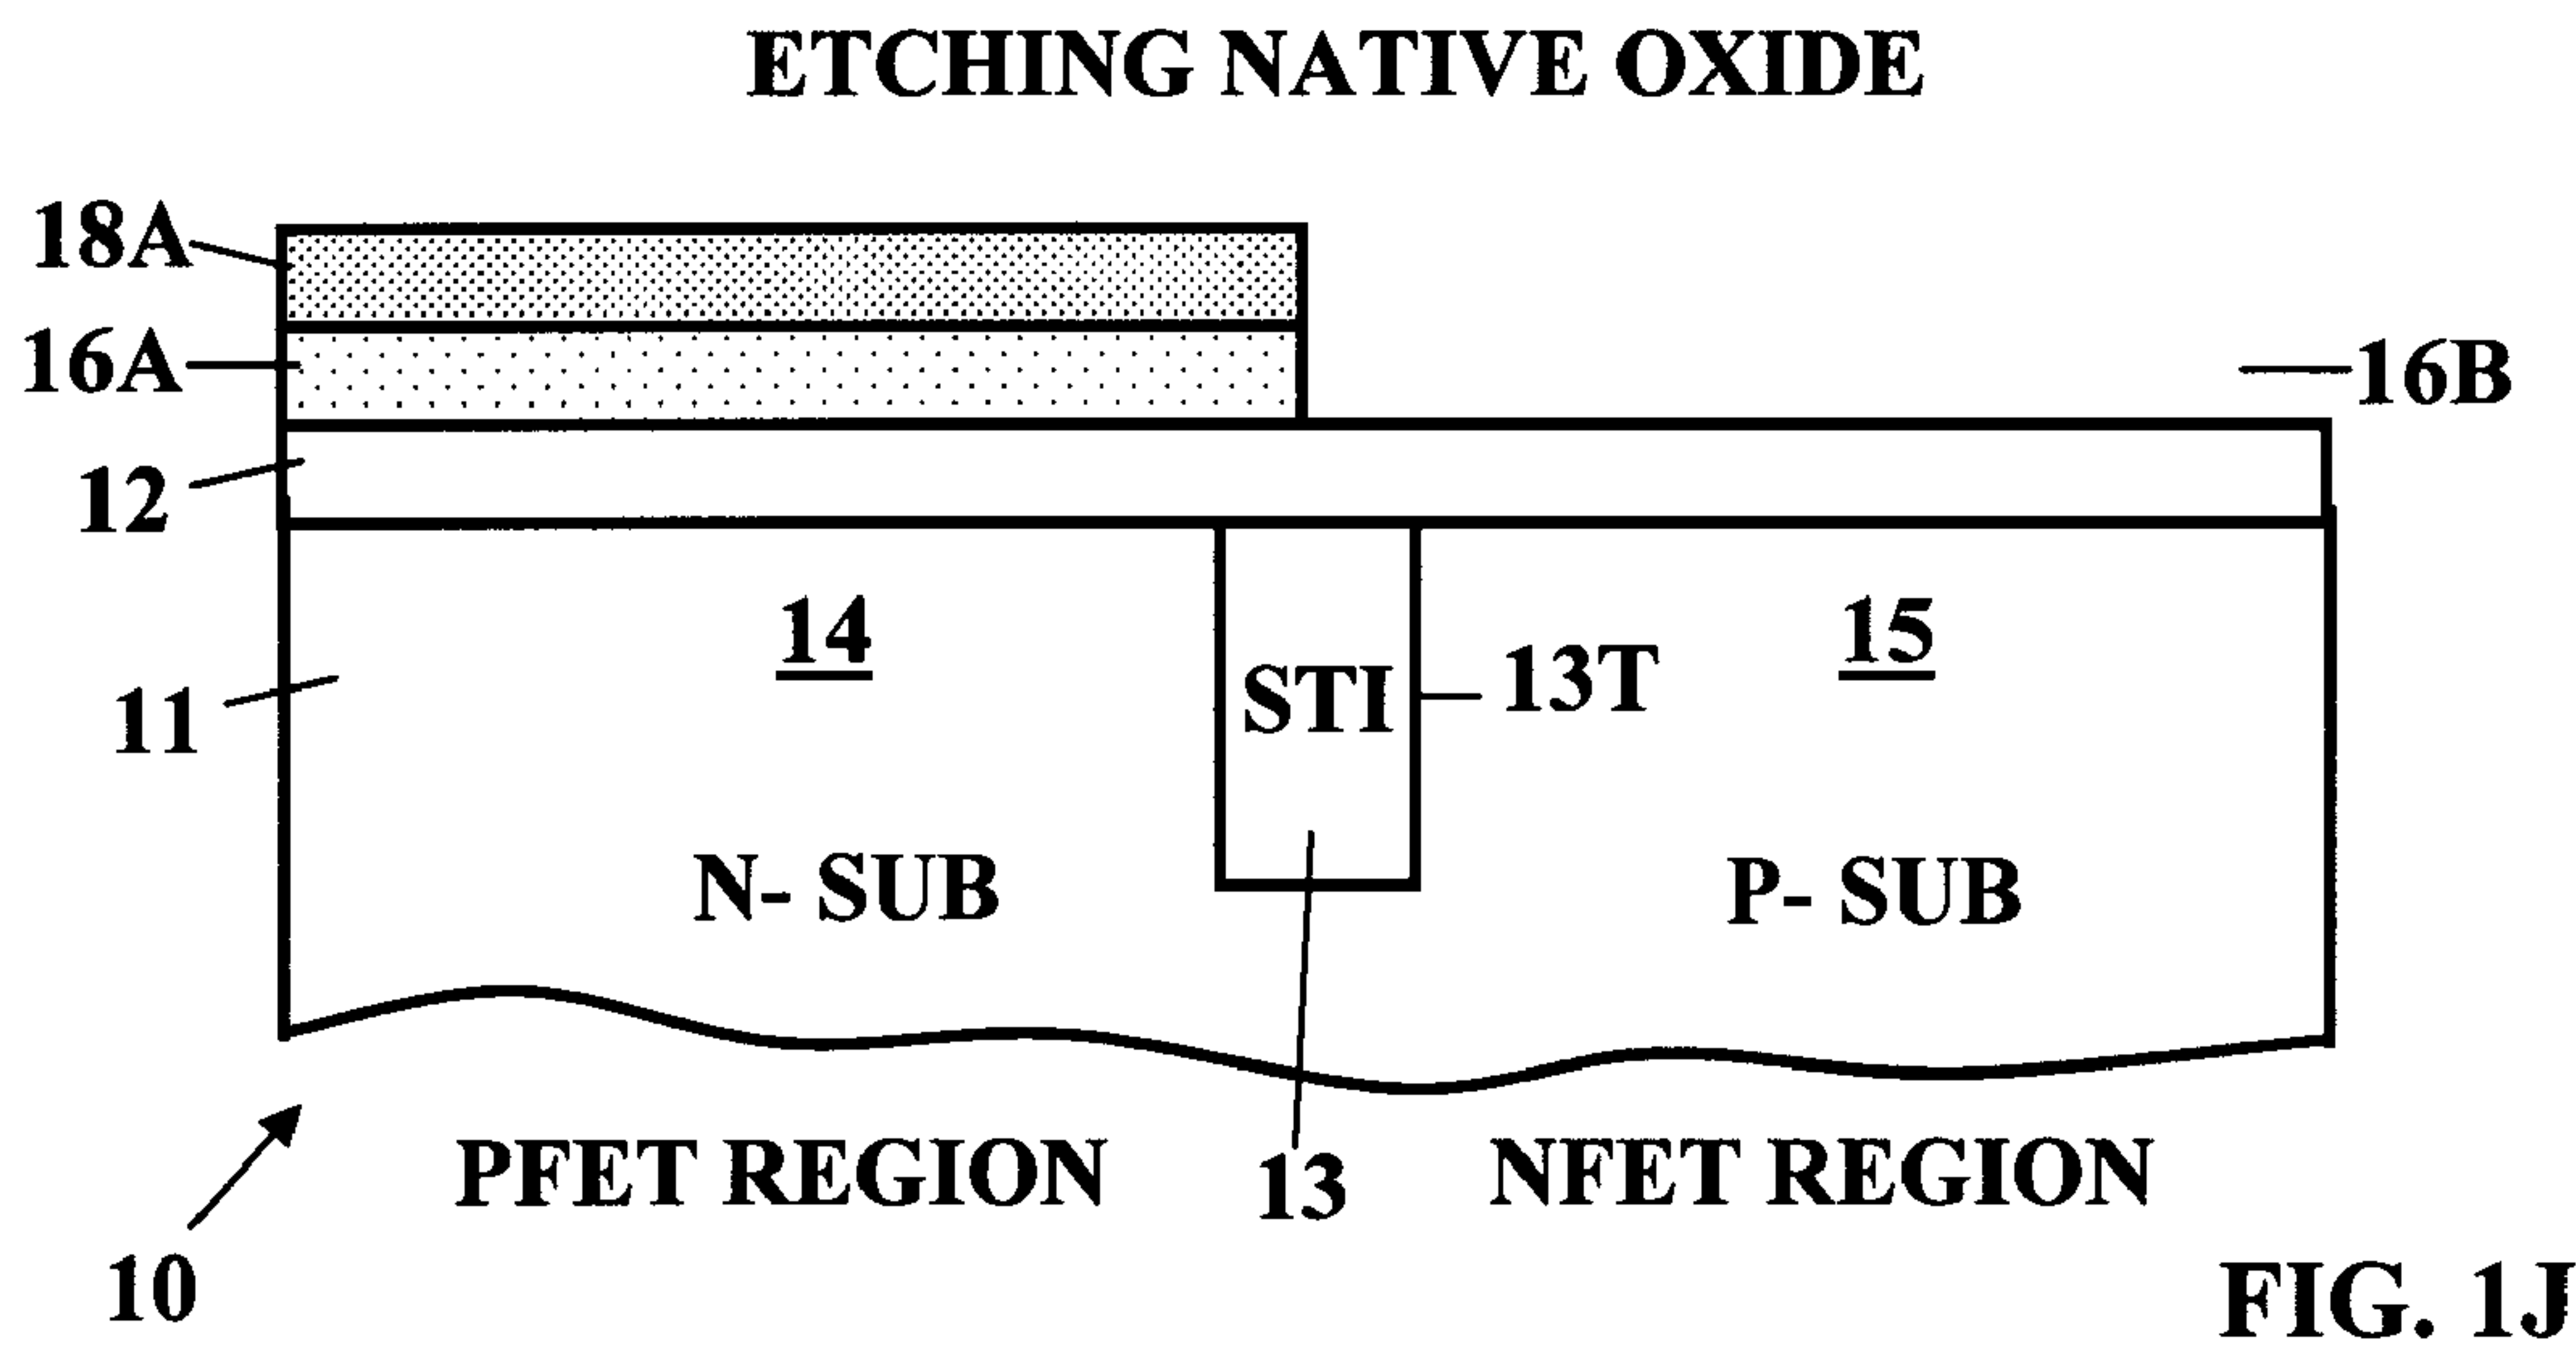 ETCHING NATIVE OXIDE
18A
16A
16B
12
14
15
STI
13T
11
N- SUB
P- SUB
PFET REGION
13
NFET REGION
10
FIG. 1J